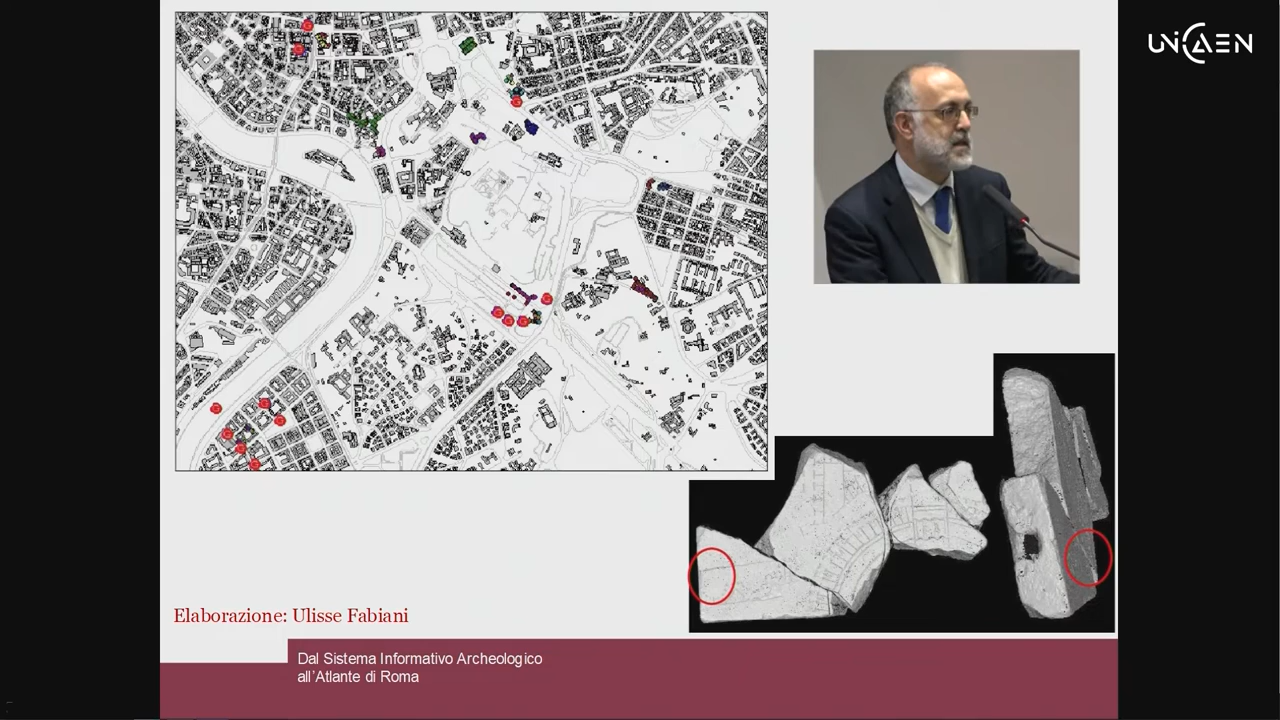 UNICAEN
Elaborazione: Ulisse Fabiani
Dal Sistema Informativo Archeologico
all'Atlante di Roma